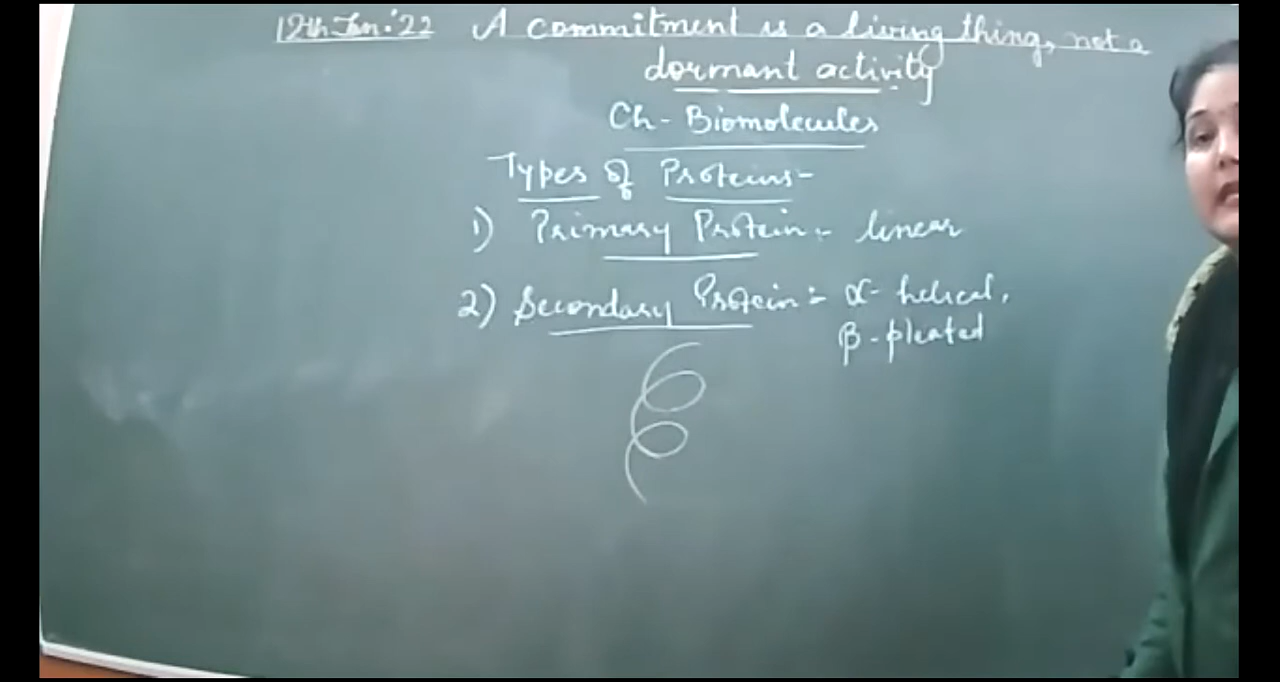 12th Jan.'22 A commitment is a living thing, not a
dormant activity
Ch- Biomolecules
Types of Proteins-
1) Primary Protein:- linear
2) Secondary Protein:- α- helical,
β-pleated